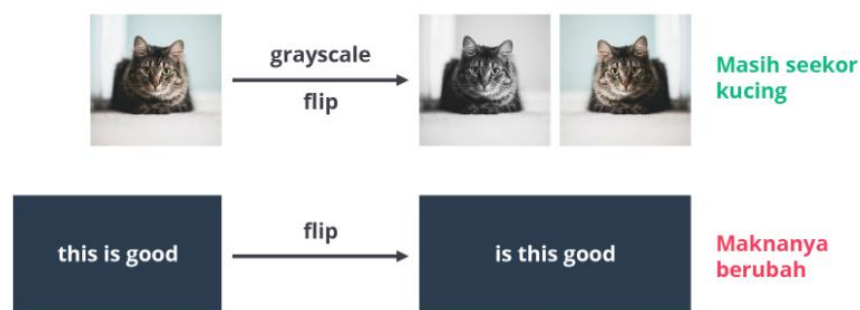 grayscale
flip
Masih seekor
kucing
this is good
flip
is this good
Maknanya
berubah